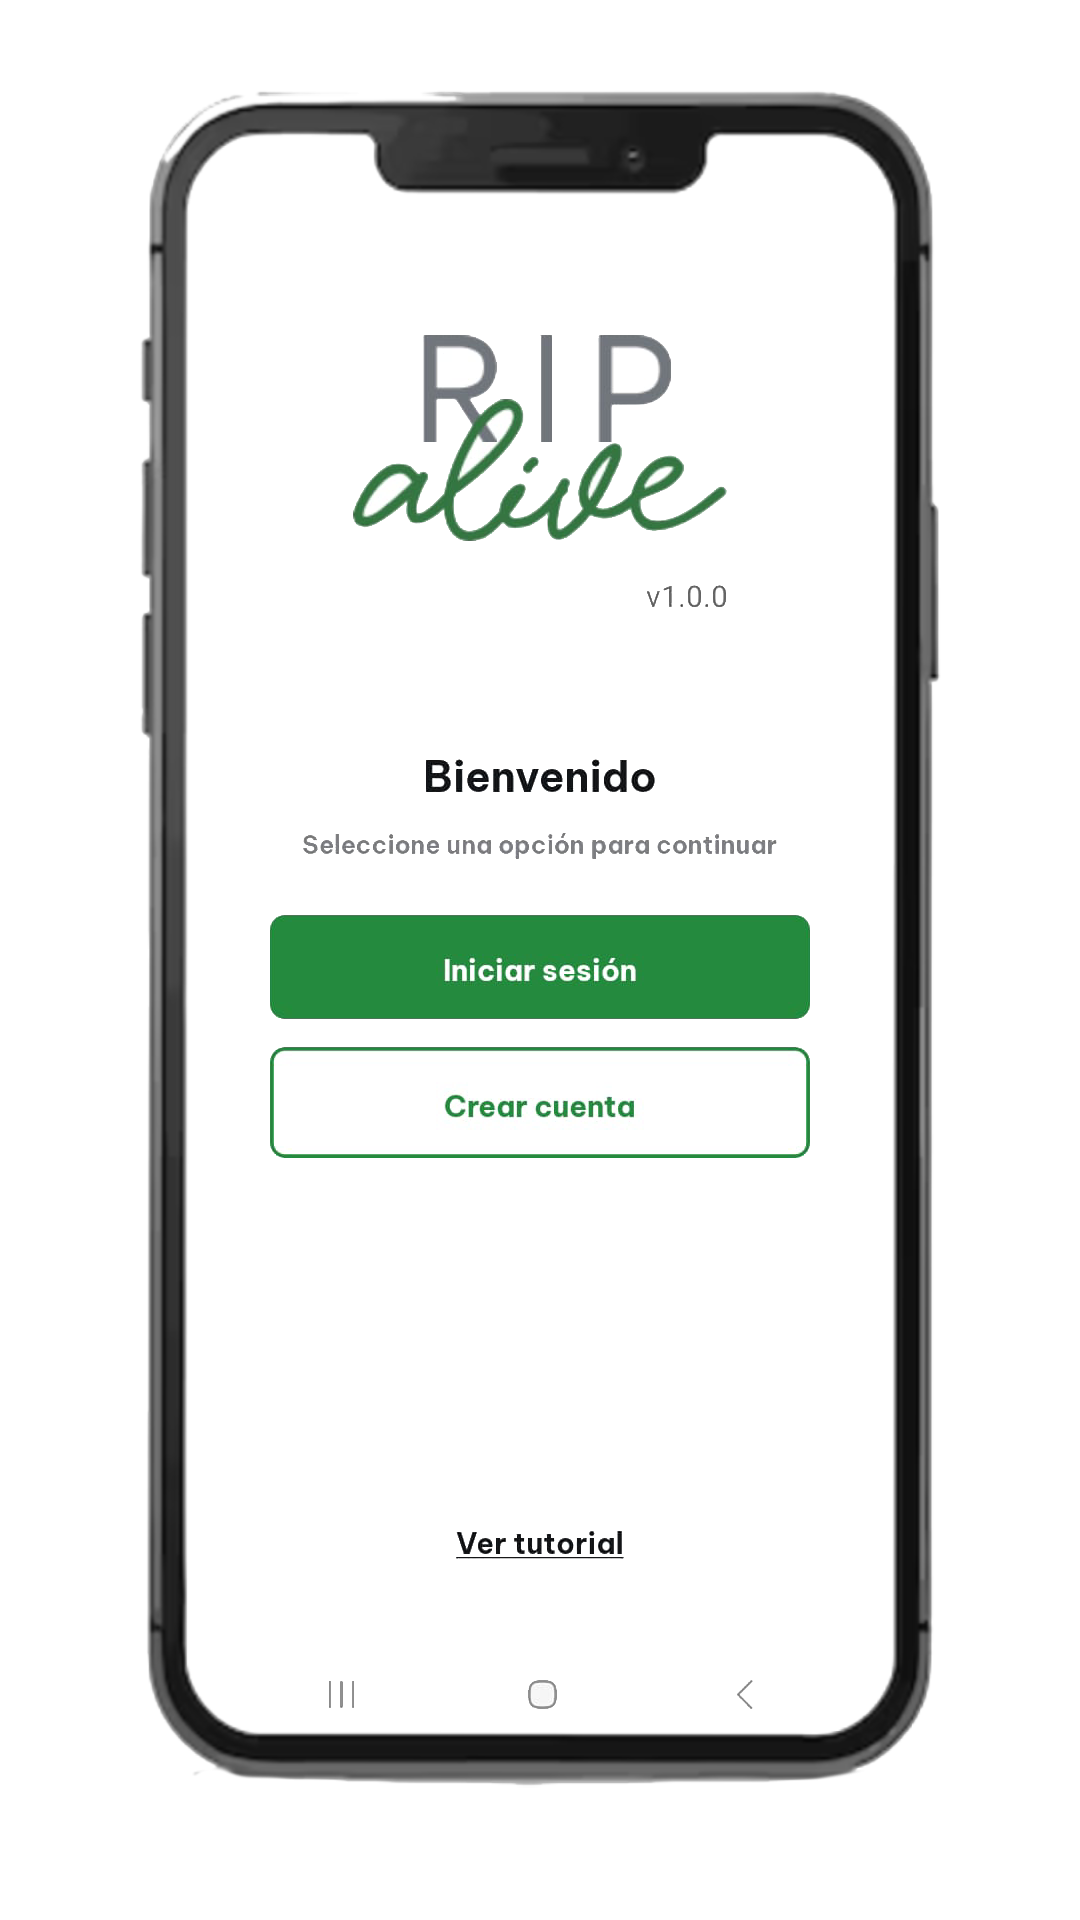 RIP
alive
v1.0.0
Bienvenido
Seleccione una opción para continuar
Iniciar sesión
Crear cuenta
Ver tutorial